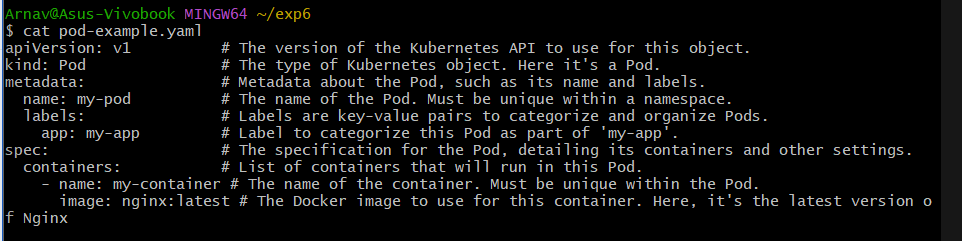 Arnav@Asus-Vivobook MINGW64 ~/exp6
$ cat pod-example.yaml
apiVersion: v1          # The version of the Kubernetes API to use for this object.
kind: Pod               # The type of Kubernetes object. Here it's a Pod.
metadata:               # Metadata about the Pod, such as its name and labels.
  name: my-pod          # The name of the Pod. Must be unique within a namespace.
  labels:               # Labels are key-value pairs to categorize and organize Pods.
    app: my-app         # Label to categorize this Pod as part of 'my-app'.
spec:                   # The specification for the Pod, detailing its containers and other settings.
  containers:           # List of containers that will run in this Pod.
    - name: my-container # The name of the container. Must be unique within the Pod.
      image: nginx:latest # The Docker image to use for this container. Here, it's the latest version o
f Nginx